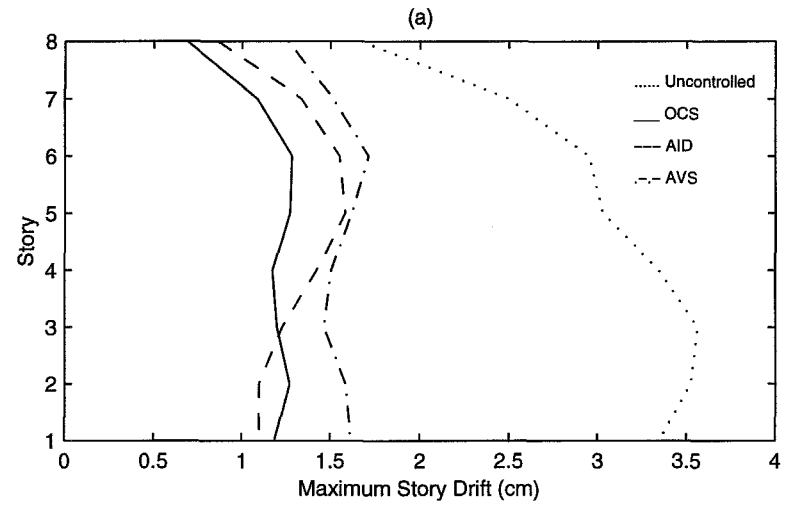 (a)
8
7
6
5
4
3
2
1
Story
Uncontrolled
OCS
AID
AVS
0 0.5 1 1.5 2 2.5 3 3.5 4
Maximum Story Drift (cm)